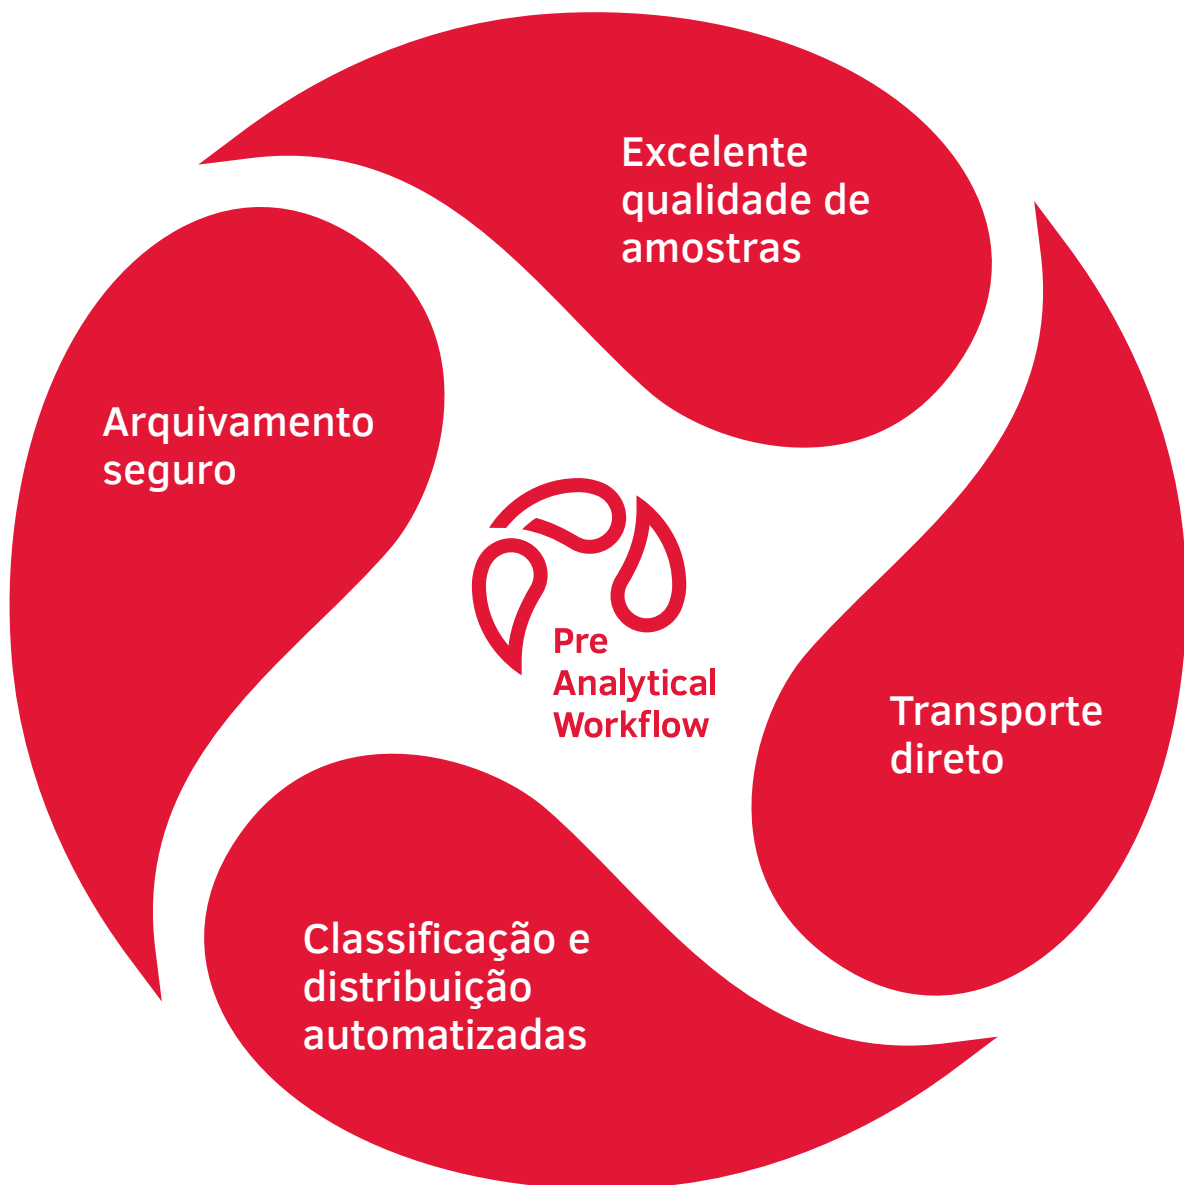 Excelente
qualidade de
amostras
Arquivamento
seguro
Pre
Analytical
Workflow
Transporte
direto
Classificação e
distribuição
automatizadas